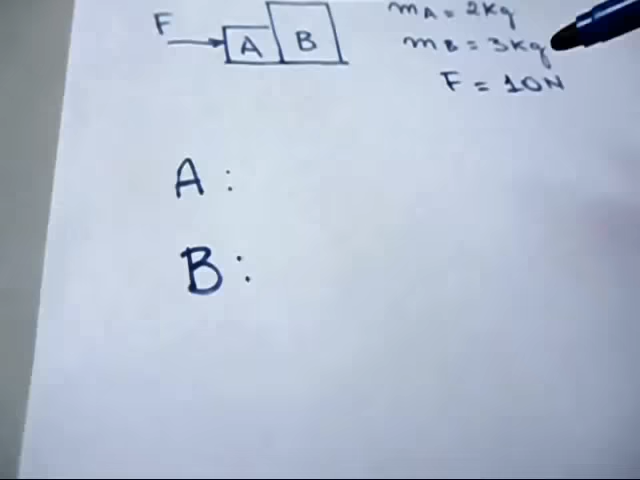 F
A B
mA = 2kg
mB = 3kg
F = 10N
A :
B :